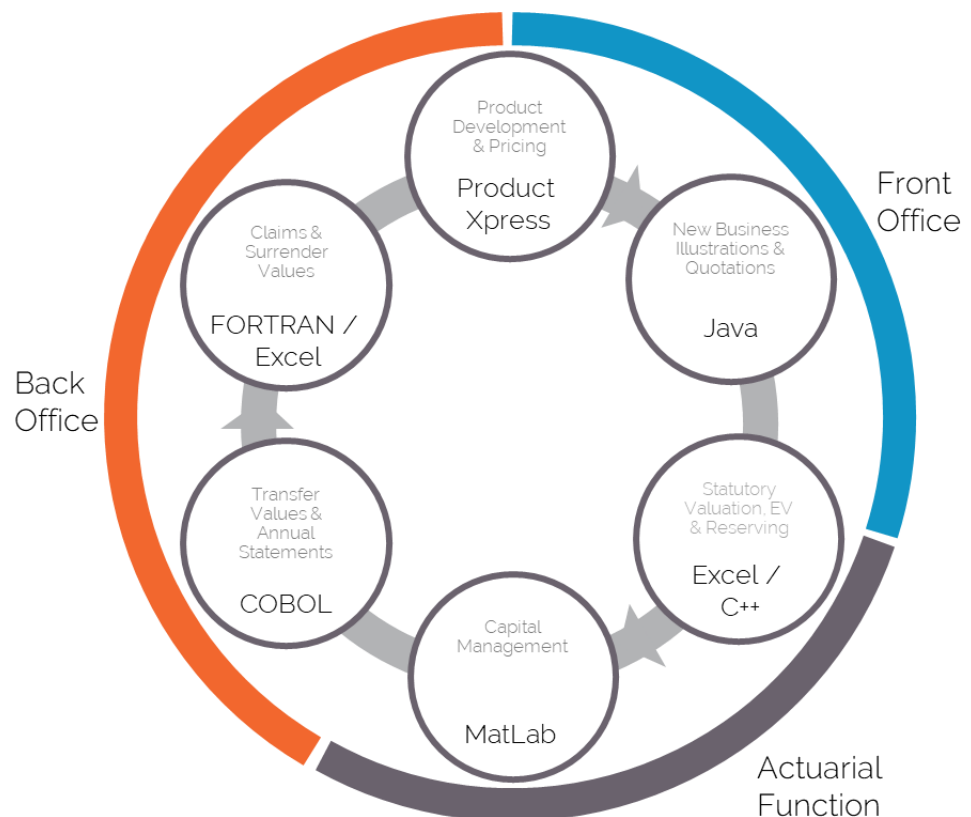 Product
Development
& Pricing
Product
Xpress
Front
Office
New Business
Illustrations &
Quotations
Java
Statutory
Valuation, EV
& Reserving
Excel /
C++
Actuarial
Function
Capital
Management
MatLab
Transfer
Values &
Annual
Statements
COBOL
Back
Office
Claims &
Surrender
Values
FORTRAN /
Excel